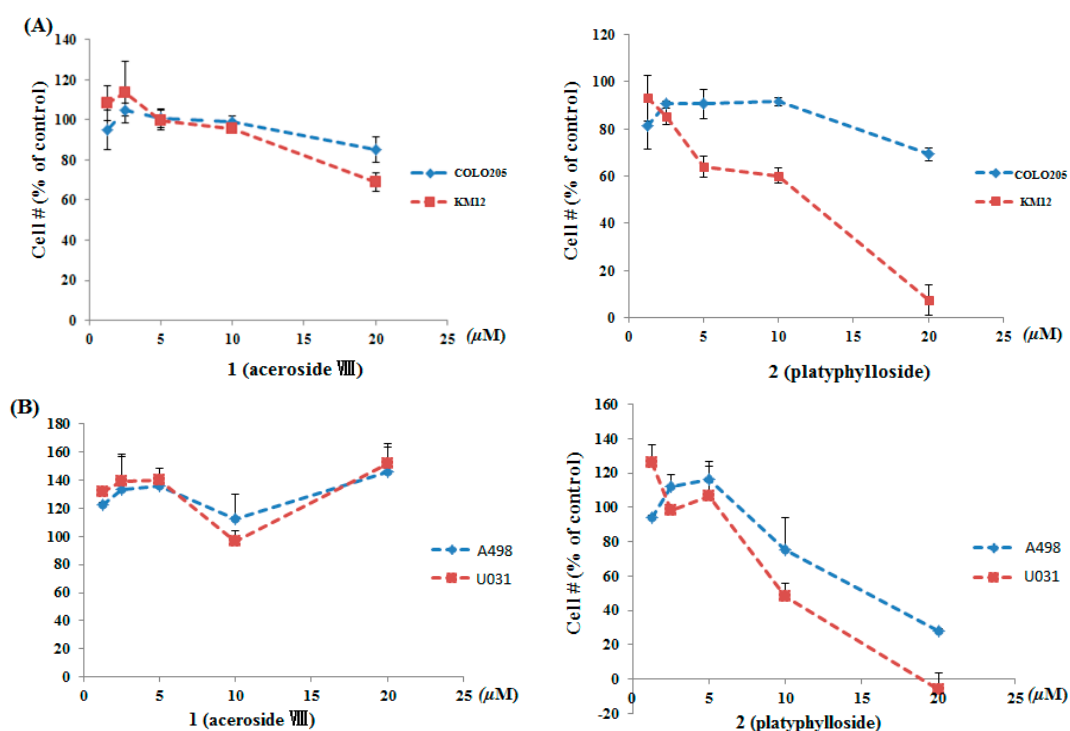 (A)
Cell # (% of control)
140
120
100
80
60
40
20
0
0 5 10 15 20 25 (µM)
COLO205
KM12
1 (aceroside Ⅷ)
Cell # (% of control)
120
100
80
60
40
20
0
0 5 10 15 20 25 (µM)
COLO205
KM12
2 (platyphylloside)
(B)
180
160
140
120
100
80
60
40
20
0
0 5 10 15 20 25 (µM)
A498
U031
1 (aceroside Ⅷ)
Cell # (% of control)
160
140
120
100
80
60
40
20
0
-20
0 5 10 15 20 25 (µM)
A498
U031
2 (platyphylloside)